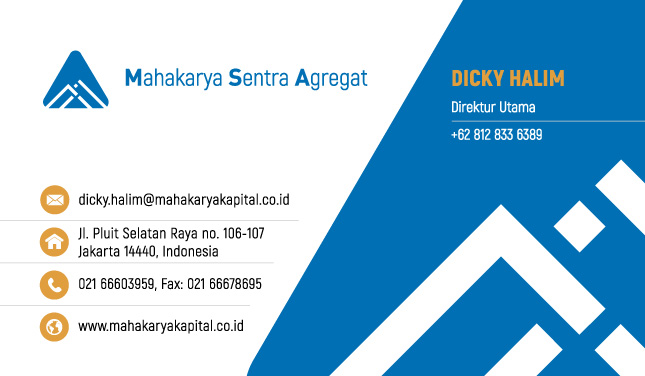 Mahakarya Sentra Agregat
DICKY HALIM
Direktur Utama
+62 812 833 6389
dicky.halim@mahakaryakapital.co.id
Jl. Pluit Selatan Raya no. 106-107
Jakarta 14440, Indonesia
021 66603959, Fax: 021 66678695
www.mahakaryakapital.co.id